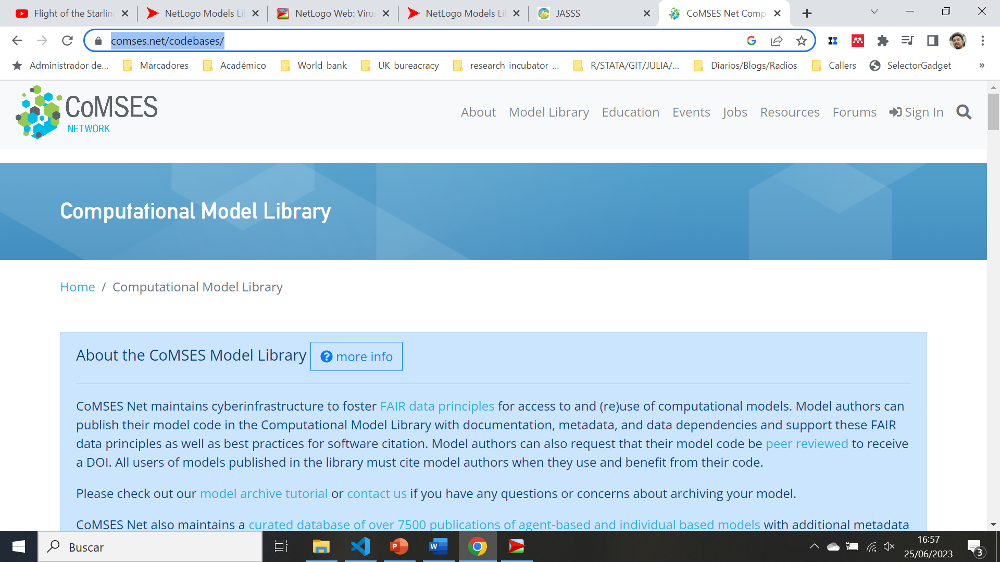 Flight of the Starling
NetLogo Models Li
NetLogo Web: Virus
NetLogo Models Li
JASSS
CoMSES Net Comp
comses.net/codebases/
Administrador de...
Marcadores
Académico
World_bank
UK_bureacracy
research_incubator_...
R/STATA/GIT/JULIA/...
Diarios/Blogs/Radios
Callers
SelectorGadget
»
CoMSES
NETWORK
About
Model Library
Education
Events
Jobs
Resources
Forums
Sign In
Computational Model Library
Home / Computational Model Library
About the CoMSES Model Library
more info
CoMSES Net maintains cyberinfrastructure to foster FAIR data principles for access to and (re)use of computational models. Model authors can
publish their model code in the Computational Model Library with documentation, metadata, and data dependencies and support these FAIR
data principles as well as best practices for software citation. Model authors can also request that their model code be peer reviewed to receive
a DOI. All users of models published in the library must cite model authors when they use and benefit from their code.
Please check out our model archive tutorial or contact us if you have any questions or concerns about archiving your model.
CoMSES Net also maintains a curated database of over 7500 publications of agent-based and individual based models with additional metadata
Buscar
16:57
25/06/2023
3